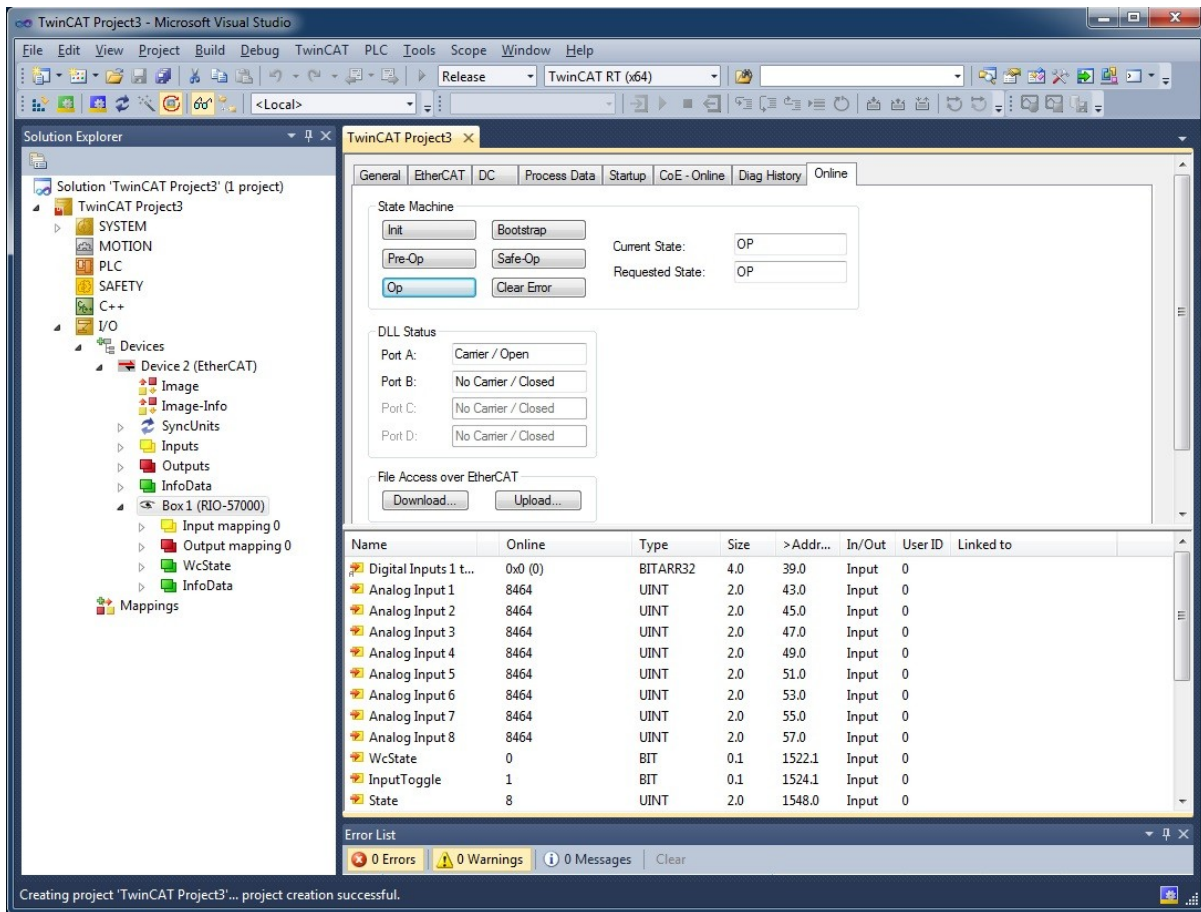 TwinCAT Project3 - Microsoft Visual Studio
File Edit View Project Build Debug TwinCAT PLC Tools Scope Window Help
Release TwinCAT RT (x64)
<Local>
Solution Explorer
Solution 'TwinCAT Project3' (1 project)
TwinCAT Project3
SYSTEM
MOTION
PLC
SAFETY
C++
I/O
Devices
Device 2 (EtherCAT)
Image
Image-Info
SyncUnits
Inputs
Outputs
InfoData
Box 1 (RIO-57000)
Input mapping 0
Output mapping 0
WcState
InfoData
Mappings
TwinCAT Project3
General EtherCAT DC Process Data Startup CoE - Online Diag History Online
State Machine
Init Bootstrap
Pre-Op Safe-Op
Op Clear Error
Current State: OP
Requested State: OP
DLL Status
Port A: Carrier / Open
Port B: No Carrier / Closed
Port C: No Carrier / Closed
Port D: No Carrier / Closed
File Access over EtherCAT
Download... Upload...
Name Online Type Size >Addr... In/Out User ID Linked to
Digital Inputs 1 t... 0x0 (0) BITARR32 4.0 39.0 Input 0
Analog Input 1 8464 UINT 2.0 43.0 Input 0
Analog Input 2 8464 UINT 2.0 45.0 Input 0
Analog Input 3 8464 UINT 2.0 47.0 Input 0
Analog Input 4 8464 UINT 2.0 49.0 Input 0
Analog Input 5 8464 UINT 2.0 51.0 Input 0
Analog Input 6 8464 UINT 2.0 53.0 Input 0
Analog Input 7 8464 UINT 2.0 55.0 Input 0
Analog Input 8 8464 UINT 2.0 57.0 Input 0
WcState 0 BIT 0.1 1522.1 Input 0
InputToggle 1 BIT 0.1 1524.1 Input 0
State 8 UINT 2.0 1548.0 Input 0
Error List
0 Errors 0 Warnings 0 Messages Clear
Creating project 'TwinCAT Project3'... project creation successful.